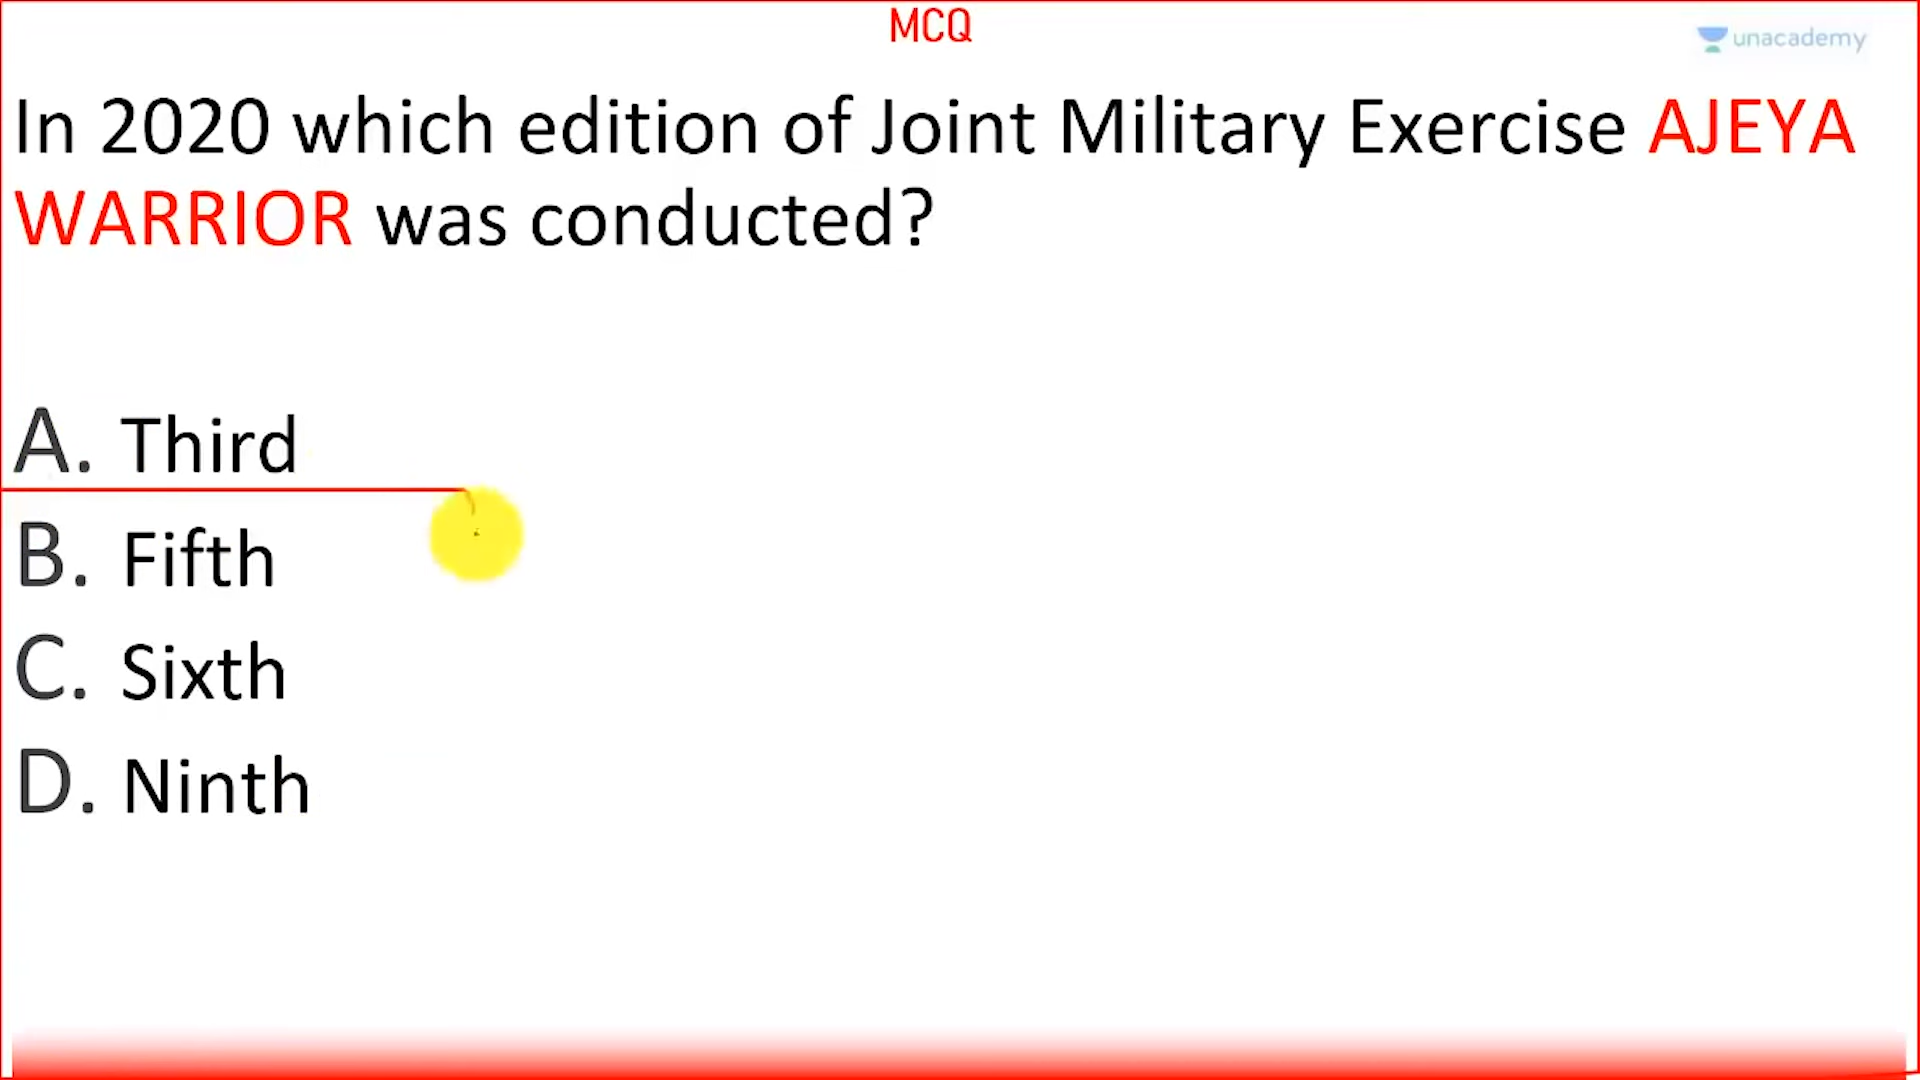 MCQ
unacademy
In 2020 which edition of Joint Military Exercise AJEYA
WARRIOR was conducted?
A. Third
B. Fifth
C. Sixth
D. Ninth